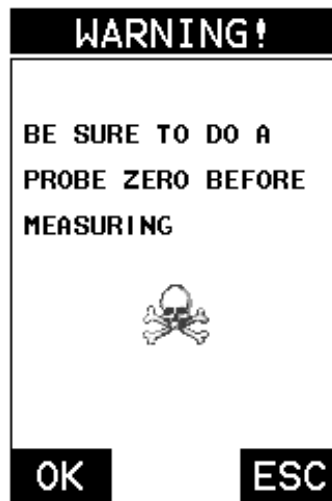 WARNING!
BE SURE TO DO A
PROBE ZERO BEFORE
MEASURING
OK ESC